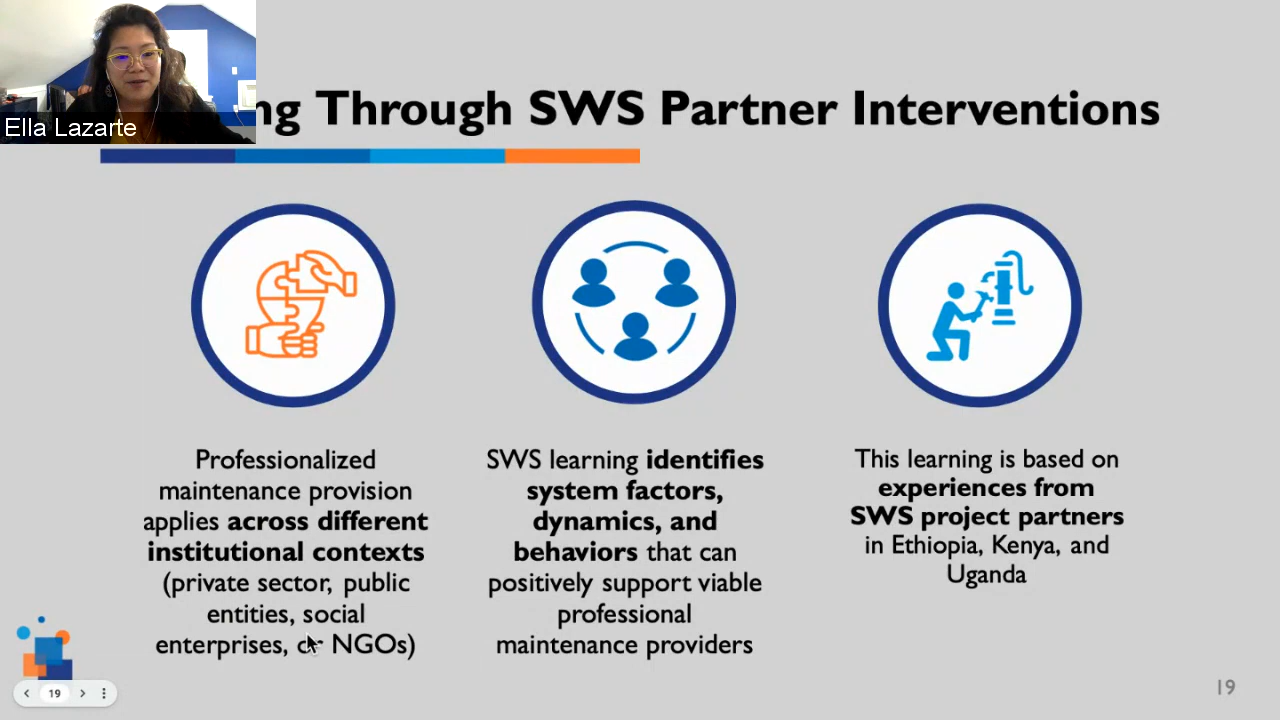 Ella Lazarte
ng Through SWS Partner Interventions
Professionalized
maintenance provision
applies across different
institutional contexts
(private sector, public
entities, social
enterprises, or NGOs)
SWS learning identifies
system factors,
dynamics, and
behaviors that can
positively support viable
professional
maintenance providers
This learning is based on
experiences from
SWS project partners
in Ethiopia, Kenya, and
Uganda
19
19